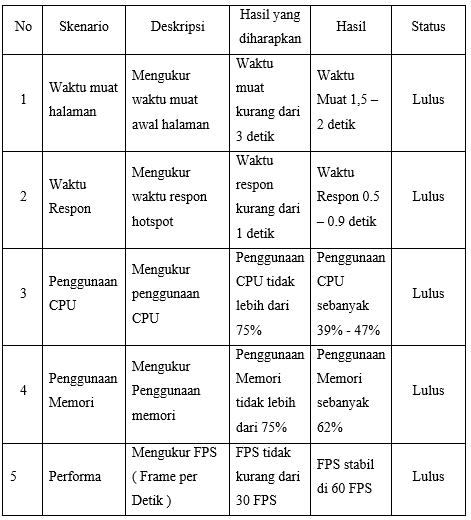 No Skenario Deskripsi Hasil yang diharapkan Hasil Status
1
Waktu muat
halaman
Mengukur
waktu muat
awal halaman
Waktu
muat
kurang dari
3 detik
Waktu
Muat 1,5 –
2 detik
Lulus
2
Waktu
Respon
Mengukur
waktu respon
hotspot
Waktu
respon
kurang dari
1 detik
Waktu
Respon 0.5
– 0.9 detik
Lulus
3
Penggunaan
CPU
Mengukur
penggunaan
CPU
Penggunaan
CPU tidak
lebih dari
75%
Penggunaan
CPU
sebanyak
39% - 47%
Lulus
4
Penggunaan
Memori
Mengukur
Penggunaan
memori
Penggunaan
Memori
tidak lebih
dari 75%
Penggunaan
Memori
sebanyak
62%
Lulus
5
Performa
Mengukur FPS
( Frame per
Detik )
FPS tidak
kurang dari
30 FPS
FPS stabil
di 60 FPS
Lulus